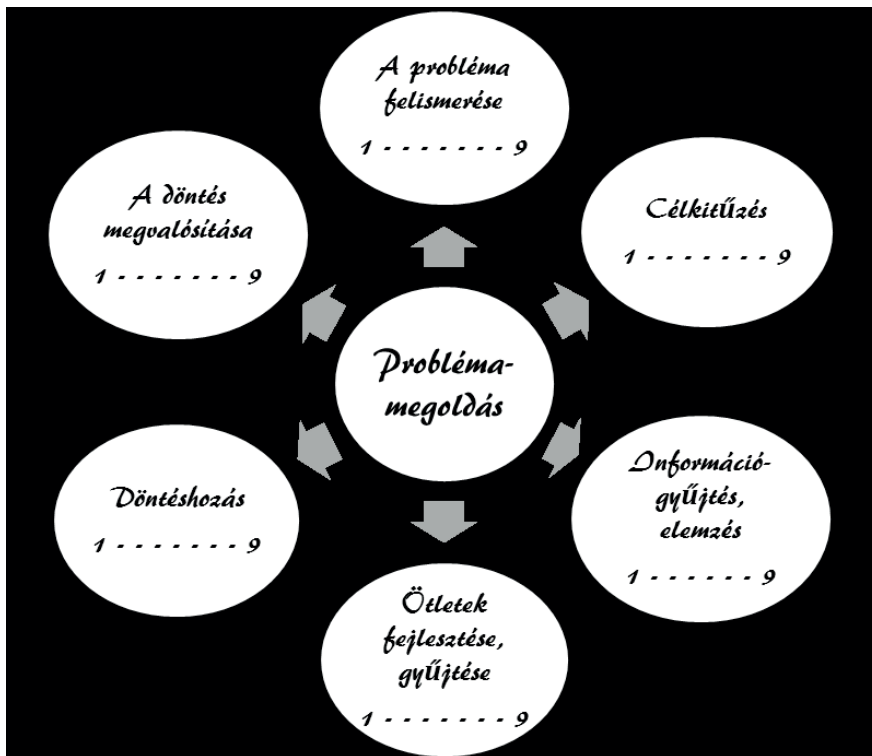 A probléma
felismerése
1 - - - - - - - 9
Célkitűzés
1 - - - - - - - 9
Információ-
gyűjtés,
elemzés
1 - - - - - - 9
Ötletek
fejlesztése,
gyűjtése
1 - - - - - - - 9
Döntéshozás
1 - - - - - - - 9
A döntés
megvalósítása
1 - - - - - - - 9
Probléma-
megoldás